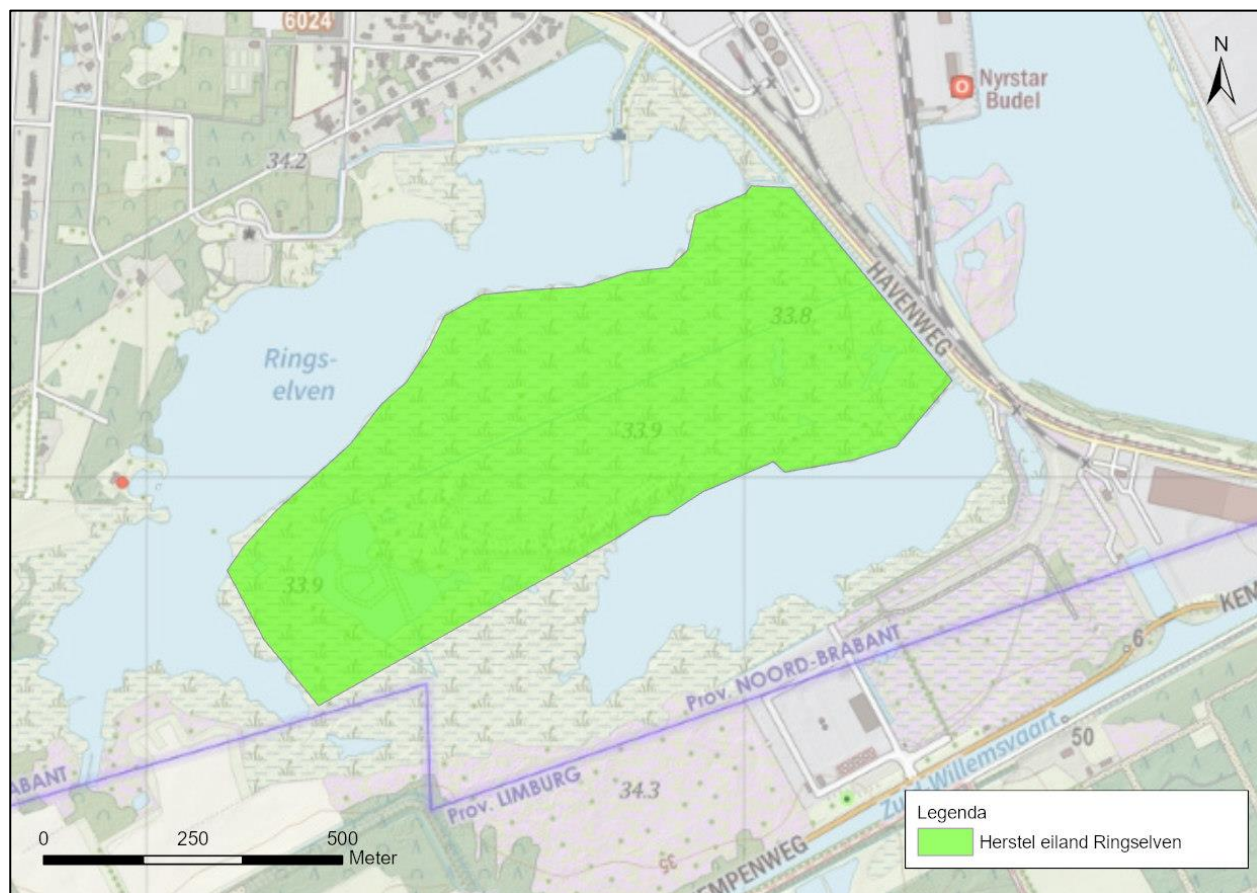 6024
N
Nyrstar
Budel
34.2
HAVENWEG
33.8
Rings-
elven
33.9
33.9
Prov. NOORD-BRABANT
KEM
6
ABANT
Prov. LIMBURG
34.3
Zuid-Willemsvaart
50
35
EMPENWEG
0 250 500
Meter
Legenda
Herstel eiland Ringselven